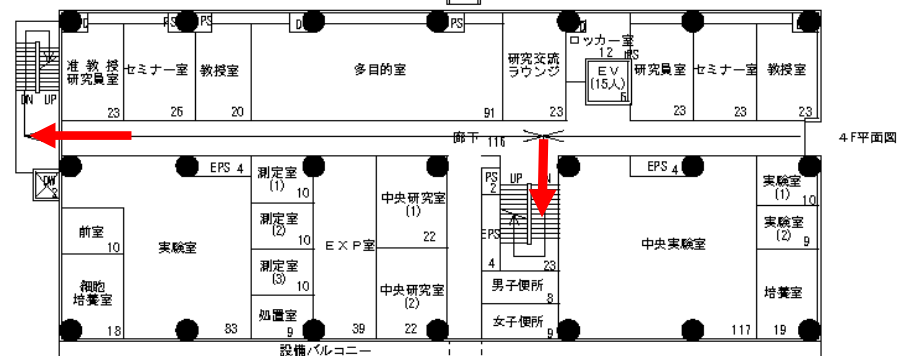 PS
PS
D
PS
D
D
准教授
研究員室
23
セミナー室
26
教授室
20
多目的室
91
研究交流
ラウンジ
23
ロッカー室
12
PS
EV
(15人)
6
研究員室
23
セミナー室
23
教授室
23
DN UP
廊下 116
4F平面図
DW
2
EPS 4
前室
10
細胞
培養室
18
実験室
83
測定室
(1)
10
測定室
(2)
10
測定室
(3)
10
処置室
9
EXP室
39
中央研究室
(1)
22
中央研究室
(2)
22
PS
2
UP
DN
EPS
4
23
男子便所
8
女子便所
9
EPS 4
中央実験室
117
実験室
(1)
10
実験室
(2)
9
培養室
19
設備バルコニー